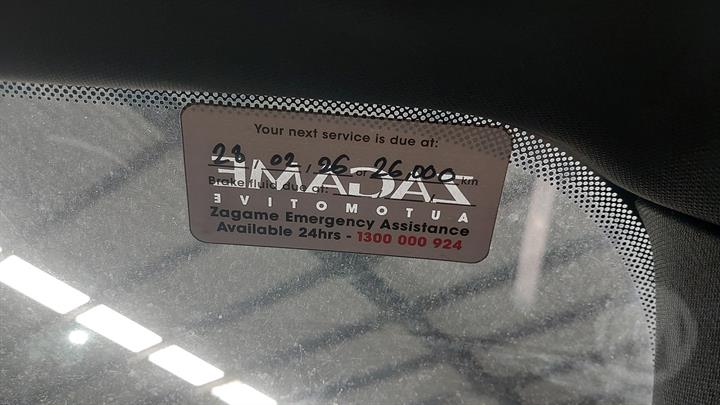 Your next service is due at:
28 / 02 / 26 or 26,000 km
ZAGAME
Brake fluid due at: / /
AUTOMOTIVE
Zagame Emergency Assistance
Available 24hrs - 1300 000 924